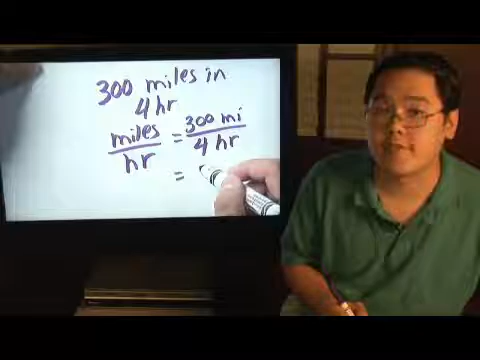 300 miles in
4 hr
miles/hr = 300 mi/4 hr
=